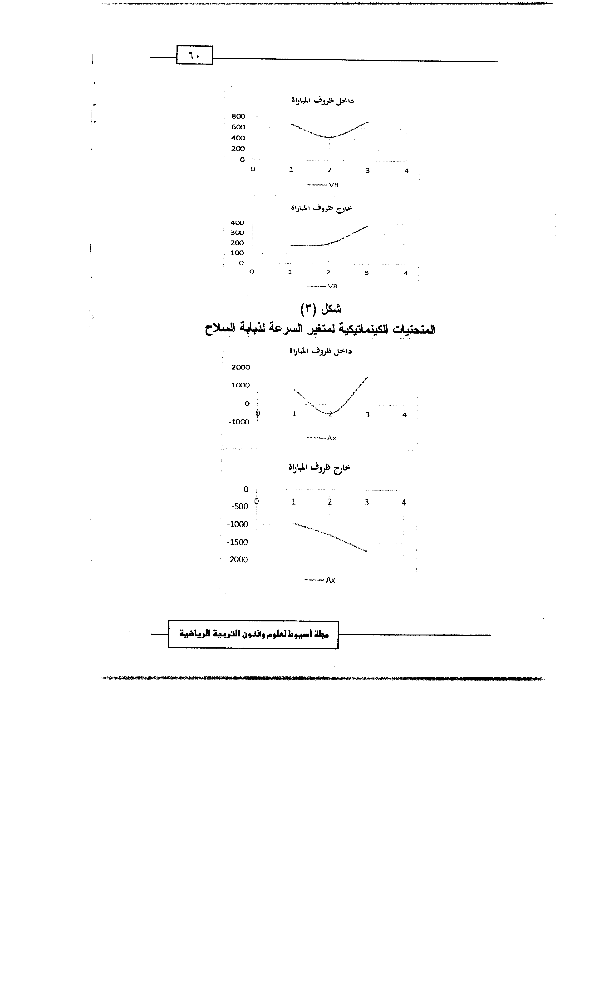 ٦٠
داخل ظروف المباراة
800
600
400
200
0
0 1 2 3 4
VR
خارج ظروف المباراة
400
300
200
100
0
0 1 2 3 4
VR
شكل (٣)
المنحنيات الكينماتيكية لمتغير السرعة لذبابة السلاح
داخل ظروف المباراة
2000
1000
0
0 1 2 3 4
-1000
Ax
خارج ظروف المباراة
0
0 1 2 3 4
-500
-1000
-1500
-2000
Ax
مجلة أسيوط لعلوم وفنون التربية الرياضية